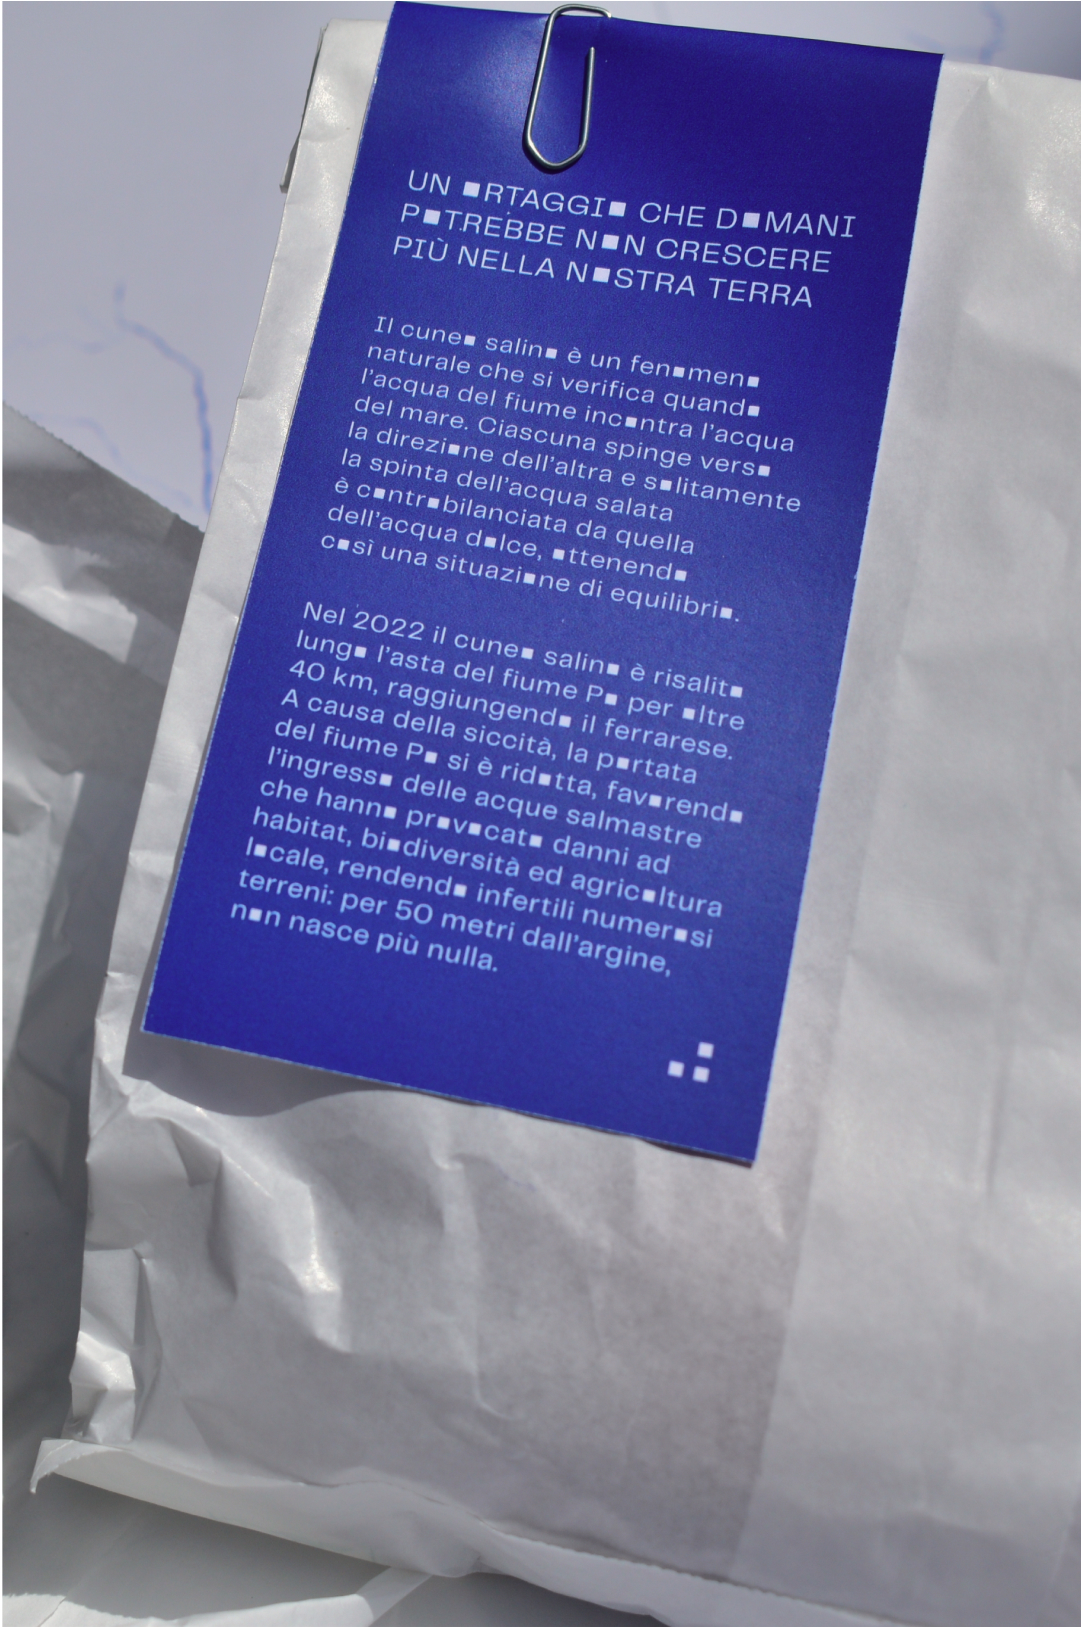 UN ■RTAGGI■ CHE D■MANI
P■TREBBE N■N CRESCERE
PIÙ NELLA N■STRA TERRA
Il cune■ salin■ è un fen■men■
naturale che si verifica quand■
l'acqua del fiume inc■ntra l'acqua
del mare. Ciascuna spinge vers■
la direzi■ne dell'altra e s■litamente
la spinta dell'acqua salata
è c■ntr■bilanciata da quella
dell'acqua d■lce, ■ttenend■
c■sì una situazi■ne di equilibri■.
Nel 2022 il cune■ salin■ è risalit■
lung■ l'asta del fiume P■ per ■ltre
40 km, raggiungend■ il ferrarese.
A causa della siccità, la p■rtata
del fiume P■ si è rid■tta, fav■rend■
l'ingress■ delle acque salmastre
che hann■ pr■v■cat■ danni ad
habitat, bi■diversità ed agric■ltura
l■cale, rendend■ infertili numer■si
terreni: per 50 metri dall'argine,
n■n nasce più nulla.